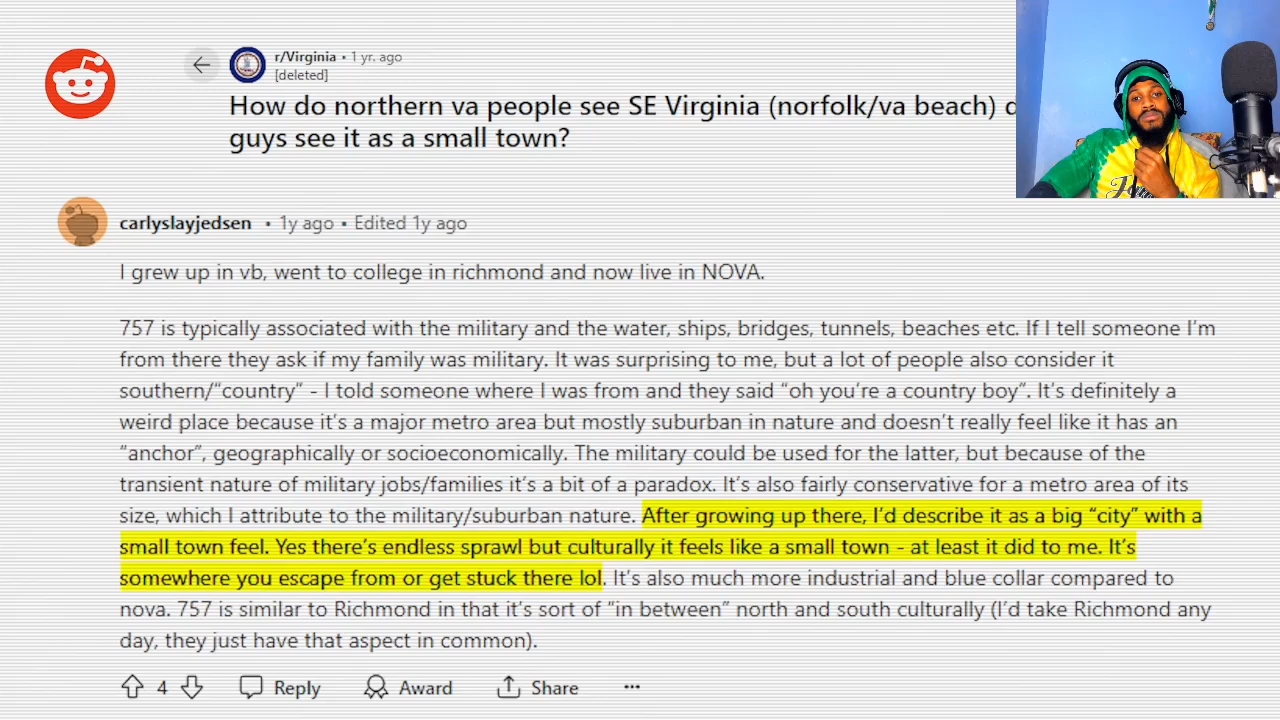 r/Virginia • 1 yr. ago
[deleted]
How do northern va people see SE Virginia (norfolk/va beach)
guys see it as a small town?
carlyslayjedsen • 1y ago • Edited 1y ago
I grew up in vb, went to college in richmond and now live in NOVA.
757 is typically associated with the military and the water, ships, bridges, tunnels, beaches etc. If I tell someone I’m
from there they ask if my family was military. It was surprising to me, but a lot of people also consider it
southern/“country” - I told someone where I was from and they said “oh you’re a country boy”. It’s definitely a
weird place because it’s a major metro area but mostly suburban in nature and doesn’t really feel like it has an
“anchor”, geographically or socioeconomically. The military could be used for the latter, but because of the
transient nature of military jobs/families it’s a bit of a paradox. It’s also fairly conservative for a metro area of its
size, which I attribute to the military/suburban nature. After growing up there, I’d describe it as a big “city” with a
small town feel. Yes there’s endless sprawl but culturally it feels like a small town - at least it did to me. It’s
somewhere you escape from or get stuck there lol. It’s also much more industrial and blue collar compared to
nova. 757 is similar to Richmond in that it’s sort of “in between” north and south culturally (I’d take Richmond any
day, they just have that aspect in common).
4 Reply Award Share ···